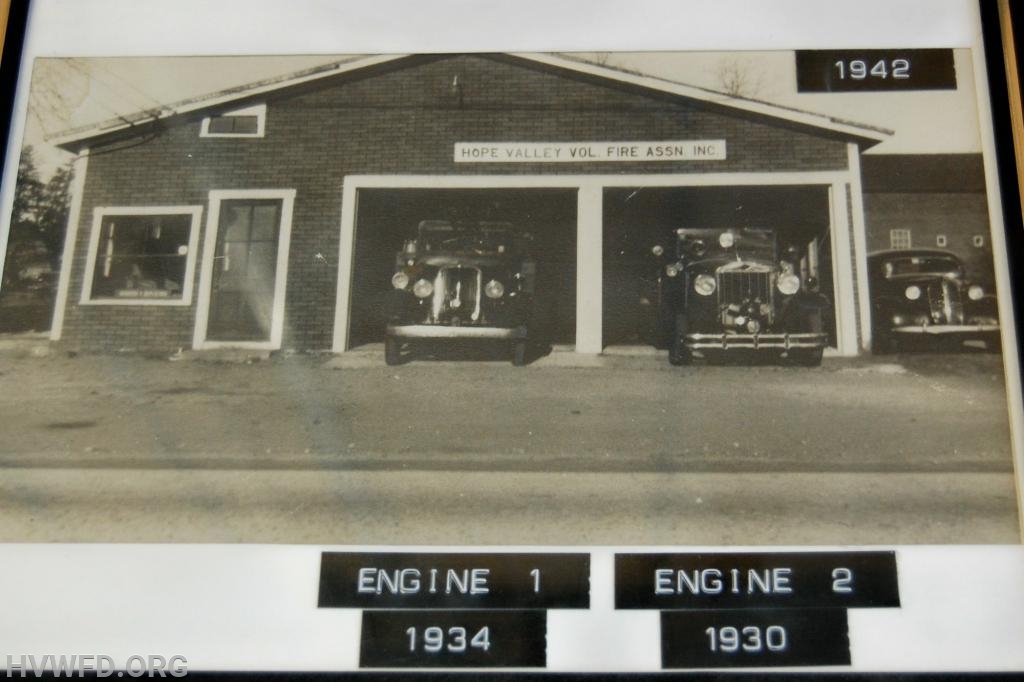 1942
HOPE VALLEY VOL. FIRE ASSN. INC.
ENGINE 1
ENGINE 2
1934
1930
HVWFD.ORG